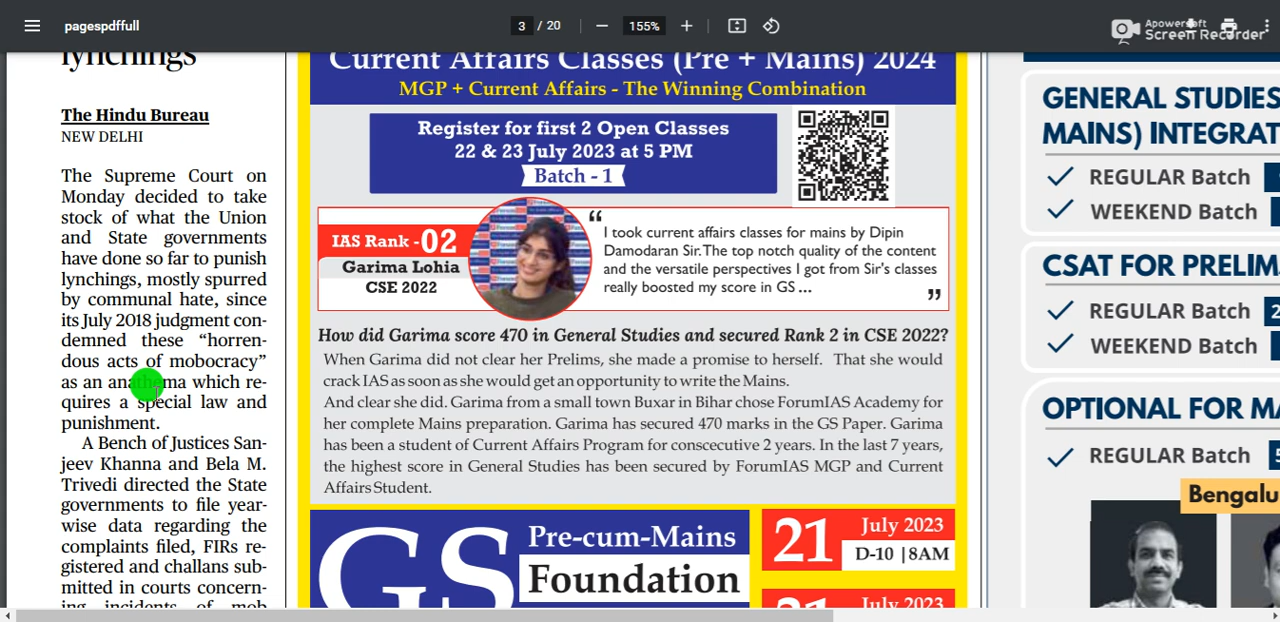 pagespdffull
3 / 20
155%
Apowersoft
Screen Recorder
lynchings
The Hindu Bureau
NEW DELHI
The Supreme Court on
Monday decided to take
stock of what the Union
and State governments
have done so far to punish
lynchings, mostly spurred
by communal hate, since
its July 2018 judgment con-
demned these “horren-
dous acts of mobocracy”
as an anathema which re-
quires a special law and
punishment.
A Bench of Justices San-
jeev Khanna and Bela M.
Trivedi directed the State
governments to file year-
wise data regarding the
complaints filed, FIRs re-
gistered and challans sub-
mitted in courts concern-
ing incidents of mob
Current Affairs Classes (Pre + Mains) 2024
MGP + Current Affairs - The Winning Combination
Register for first 2 Open Classes
22 & 23 July 2023 at 5 PM
Batch - 1
IAS Rank -02
Garima Lohia
CSE 2022
“
I took current affairs classes for mains by Dipin
Damodaran Sir. The top notch quality of the content
and the versatile perspectives I got from Sir's classes
really boosted my score in GS ...
”
How did Garima score 470 in General Studies and secured Rank 2 in CSE 2022?
When Garima did not clear her Prelims, she made a promise to herself. That she would
crack IAS as soon as she would get an opportunity to write the Mains.
And clear she did. Garima from a small town Buxar in Bihar chose ForumIAS Academy for
her complete Mains preparation. Garima has secured 470 marks in the GS Paper. Garima
has been a student of Current Affairs Program for conscecutive 2 years. In the last 7 years,
the highest score in General Studies has been secured by ForumIAS MGP and Current
Affairs Student.
GS
Pre-cum-Mains
Foundation
21
July 2023
D-10 |8AM
July 2023
GENERAL STUDIES
MAINS) INTEGRAT
REGULAR Batch
WEEKEND Batch
CSAT FOR PRELIM
REGULAR Batch
WEEKEND Batch
OPTIONAL FOR MA
REGULAR Batch
Bengalu